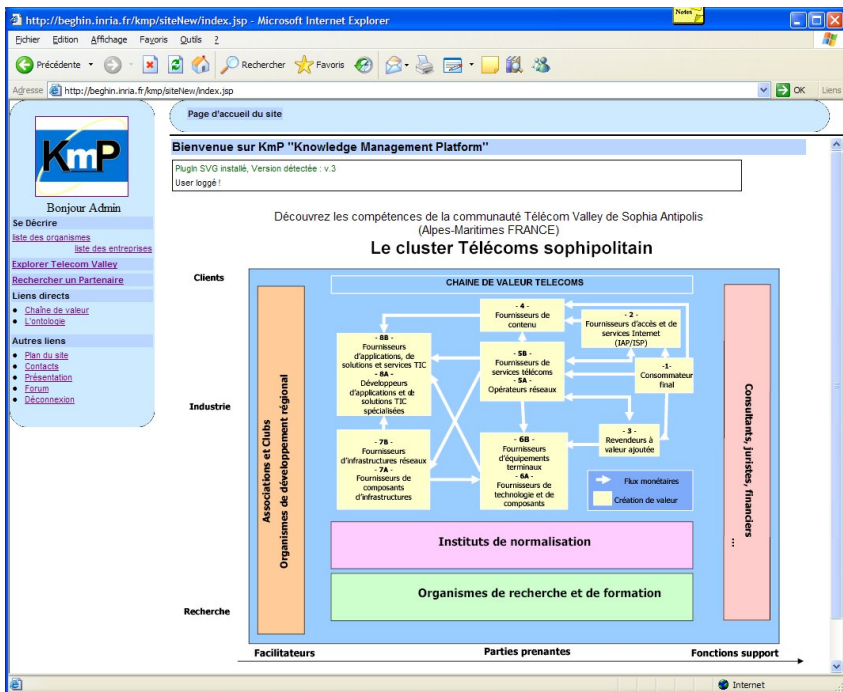 http://beghin.inria.fr/kmp/siteNew/index.jsp - Microsoft Internet Explorer
Notes
Fichier Edition Affichage Favoris Outils ?
Précédente Rechercher Favoris
Adresse http://beghin.inria.fr/kmp/siteNew/index.jsp OK Liens
KmP
Bonjour Admin
Se Décrire
liste des organismes
liste des entreprises
Explorer Telecom Valley
Rechercher un Partenaire
Liens directs
Chaîne de valeur
L'ontologie
Autres liens
Plan du site
Contacts
Présentation
Forum
Déconnexion
Page d'accueil du site
Bienvenue sur KmP "Knowledge Management Platform"
PlugIn SVG installé, Version détectée : v.3
User loggé !
Découvrez les compétences de la communauté Télécom Valley de Sophia Antipolis
(Alpes-Maritimes FRANCE)
Le cluster Télécoms sophipolitain
Clients
Industrie
Recherche
Associations et Clubs
Organismes de développement régional
CHAINE DE VALEUR TELECOMS
- 4 -
Fournisseurs de
contenu
- 2 -
Fournisseurs d'accès et de
services Internet
(IAP/ISP)
- 8B -
Fournisseurs
d'applications, de
solutions et services TIC
- 8A -
Développeurs
d'applications et de
solutions TIC
spécialisées
- 5B -
Fournisseurs de
services télécoms
- 5A -
Opérateurs réseaux
-1-
Consommateur
final
- 3 -
Revendeurs à
valeur ajoutée
- 7B -
Fournisseurs
d'infrastructures réseaux
- 7A -
Fournisseurs de
composants
d'infrastructures
- 6B -
Fournisseurs
d'équipements
terminaux
- 6A -
Fournisseurs de
technologie et de
composants
Flux monétaires
Création de valeur
Instituts de normalisation
Organismes de recherche et de formation
Consultants, juristes, financiers
...
Facilitateurs Parties prenantes Fonctions support
Internet